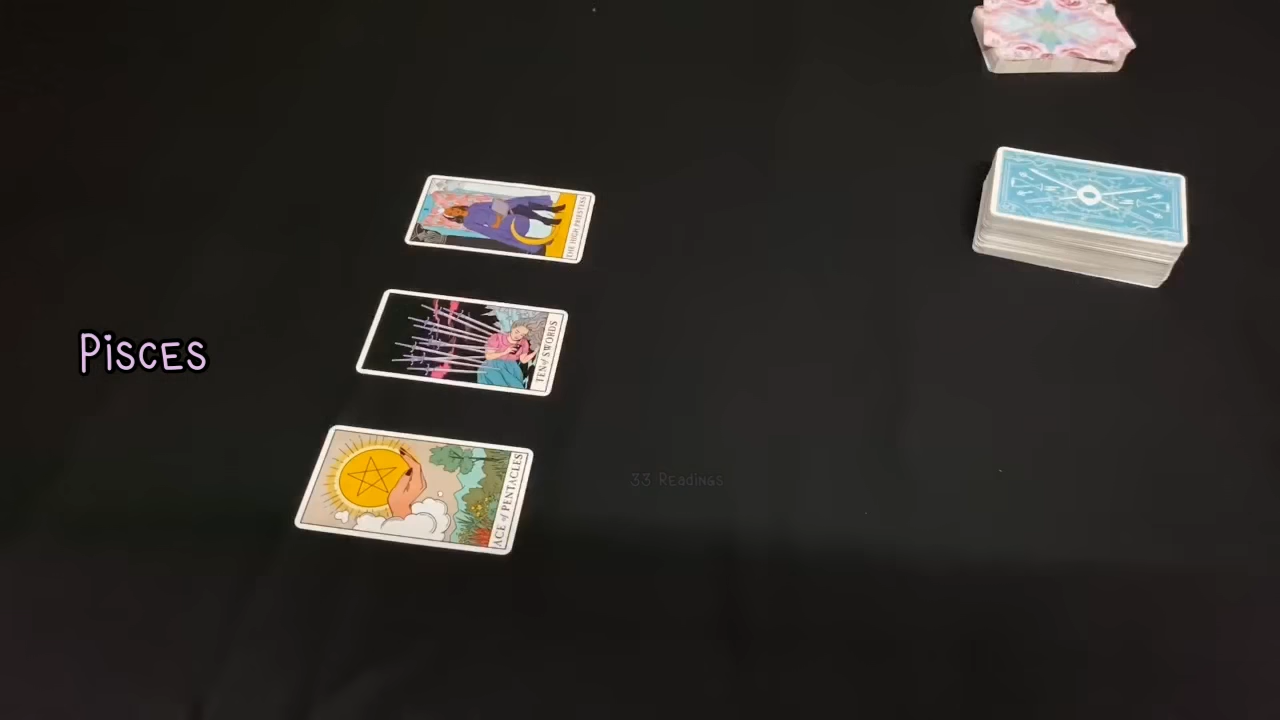 THE HIGH PRIESTESS
TEN of SWORDS
Pisces
ACE of PENTACLES
33 Readings